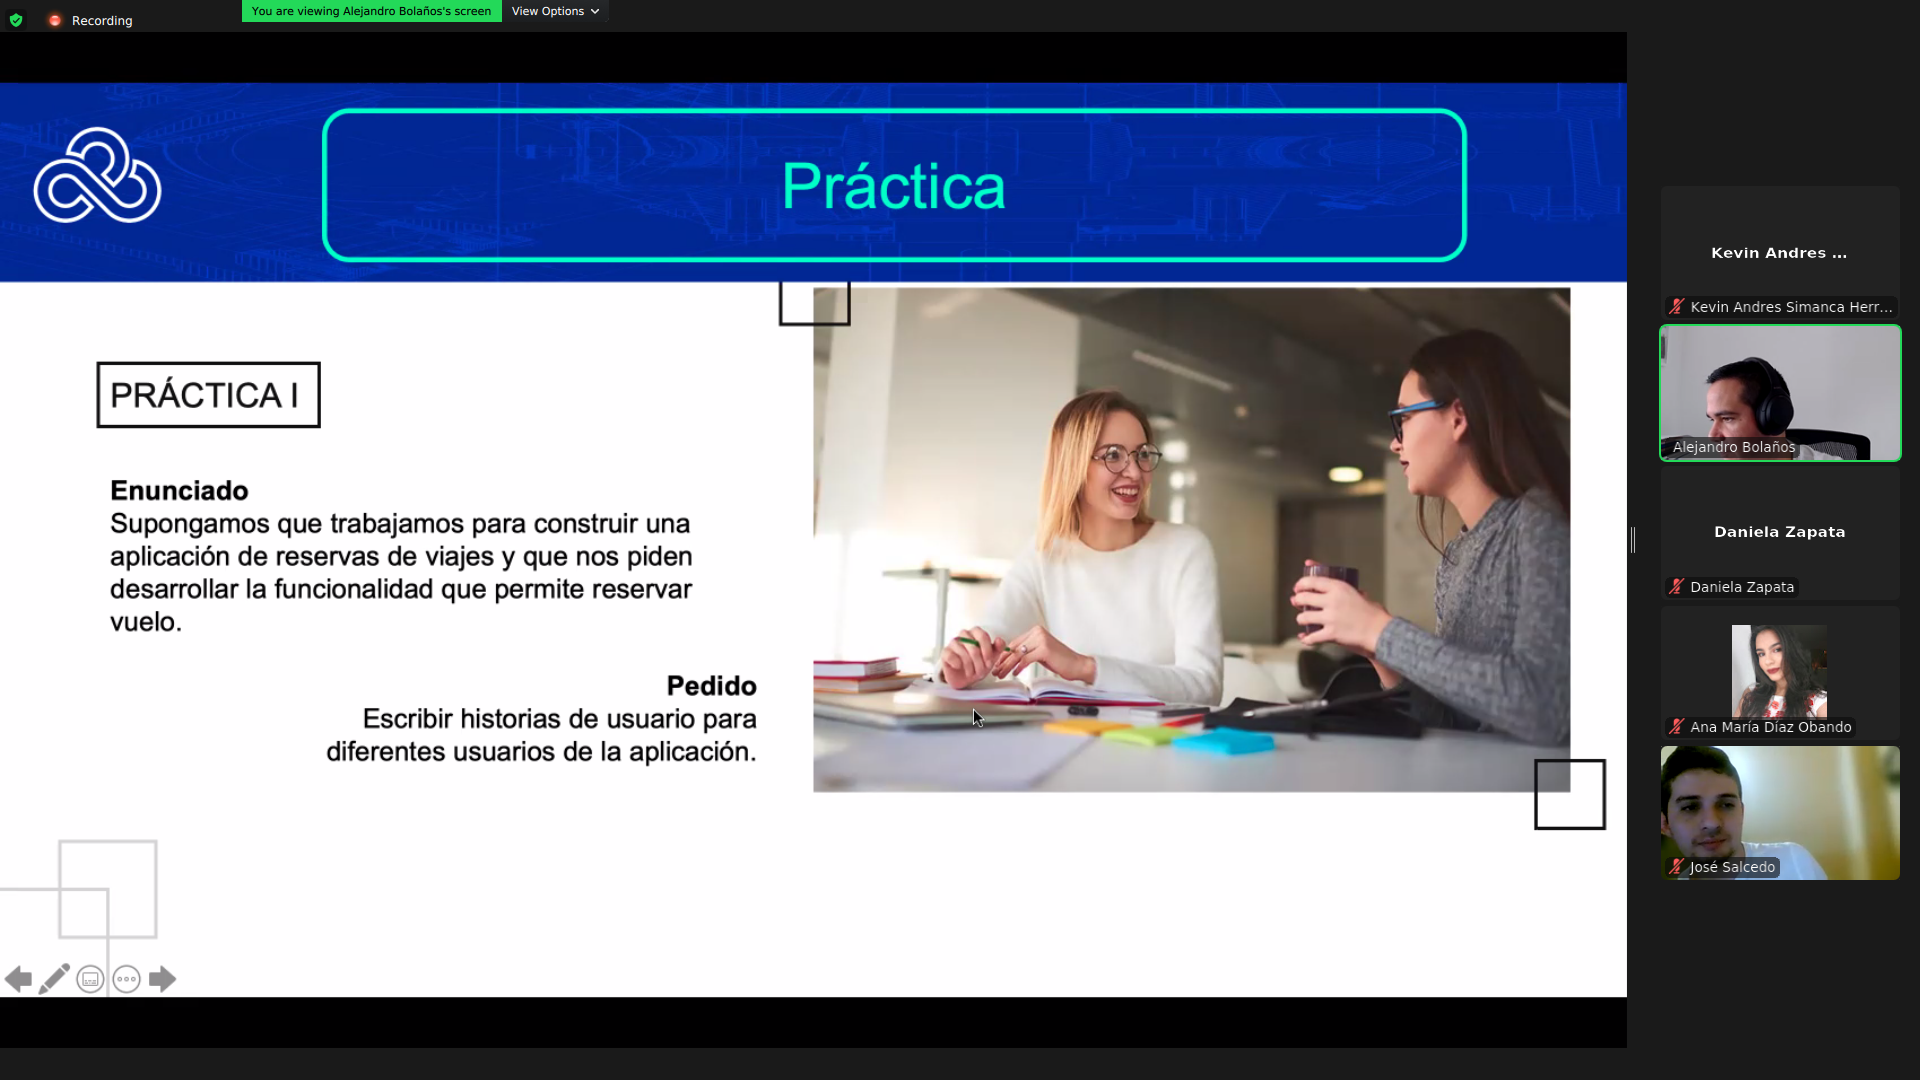 Recording
You are viewing Alejandro Bolaños's screen
View Options
Práctica
PRÁCTICA I
Enunciado
Supongamos que trabajamos para construir una
aplicación de reservas de viajes y que nos piden
desarrollar la funcionalidad que permite reservar
vuelo.
Pedido
Escribir historias de usuario para
diferentes usuarios de la aplicación.
Kevin Andres ...
Kevin Andres Simanca Herr...
Alejandro Bolaños
Daniela Zapata
Daniela Zapata
Ana María Díaz Obando
José Salcedo